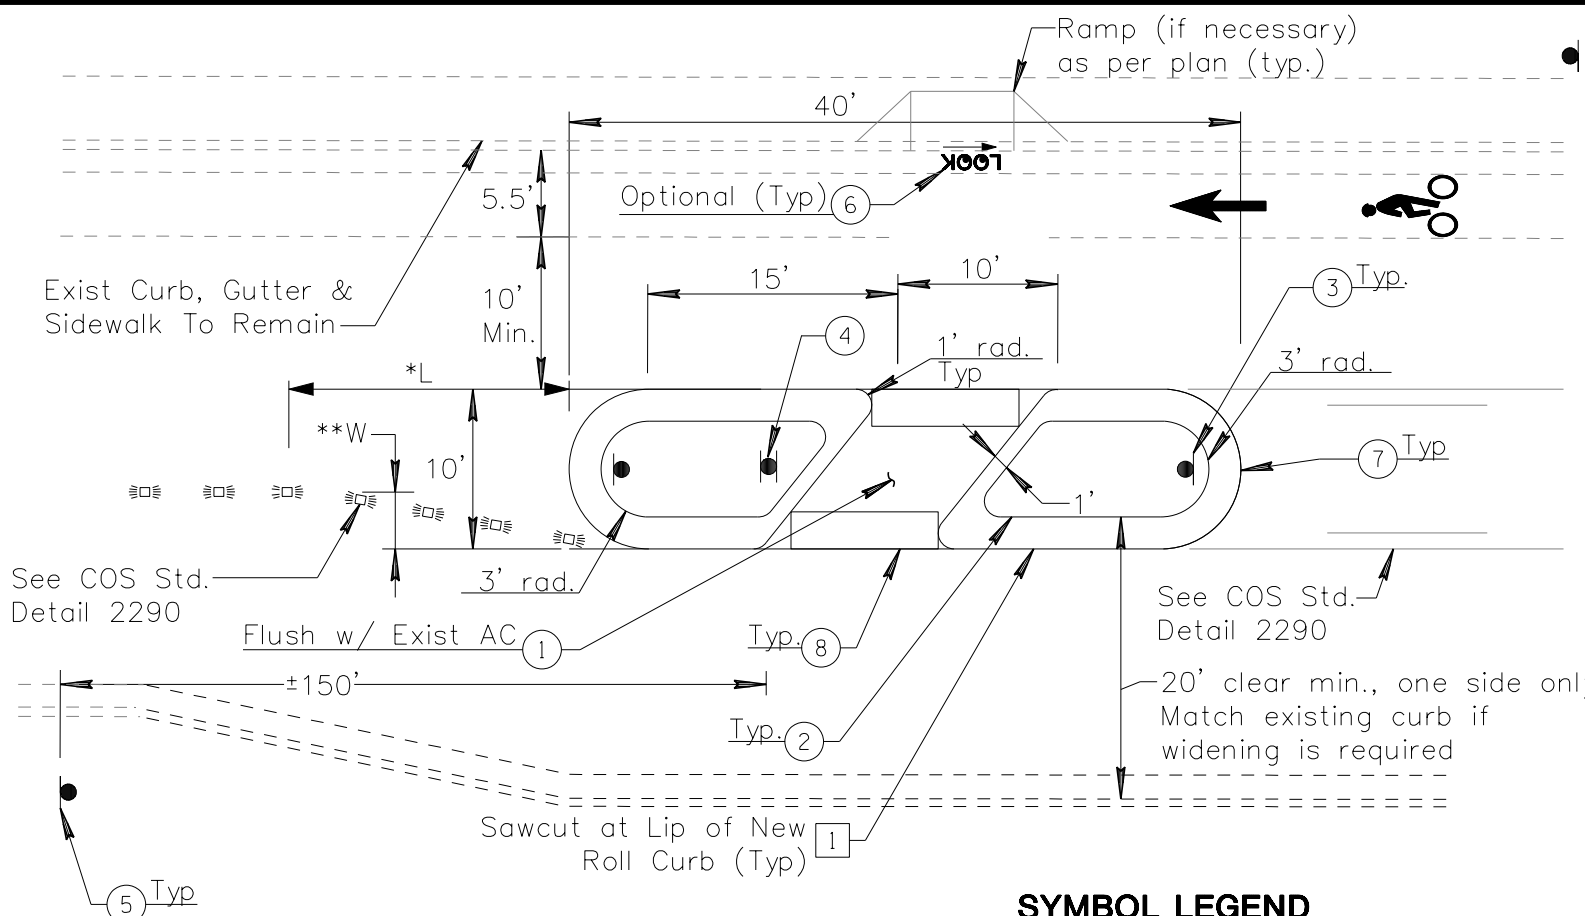 Ramp (if necessary)
as per plan (typ.)
40'
LOOK
5.5'
Optional (Typ) 6
Exist Curb, Gutter &
Sidewalk To Remain
10'
Min.
15'
10'
3 Typ.
4
1' rad.
Typ
3' rad.
*L
**W
10'
7 Typ
1'
See COS Std.
Detail 2290
3' rad.
Flush w/ Exist AC 1
Typ. 8
See COS Std.
Detail 2290
±150'
20' clear min., one side only
Match existing curb if
widening is required
Typ. 2
Sawcut at Lip of New
Roll Curb (Typ) 1
5 Typ
SYMBOL LEGEND